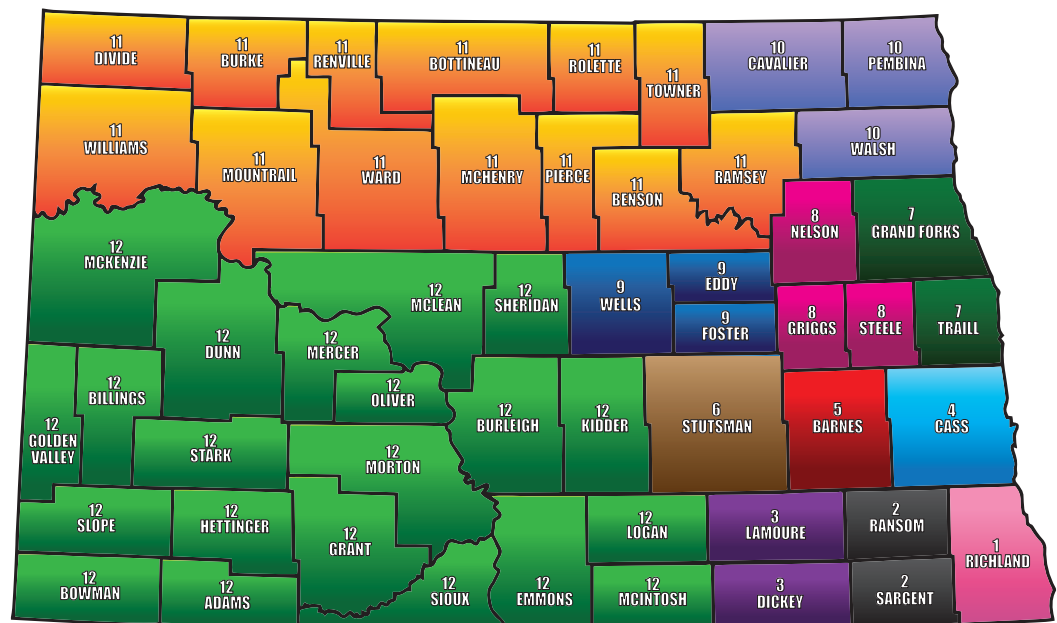 11
DIVIDE
11
BURKE
11
RENVILLE
11
BOTTINEAU
11
ROLETTE
11
TOWNER
10
CAVALIER
10
PEMBINA
11
WILLIAMS
11
MOUNTRAIL
11
WARD
11
MCHENRY
11
PIERCE
11
BENSON
11
RAMSEY
10
WALSH
12
MCKENZIE
8
NELSON
7
GRAND FORKS
12
DUNN
12
MCLEAN
12
SHERIDAN
9
WELLS
9
EDDY
9
FOSTER
8
GRIGGS
8
STEELE
7
TRAILL
12
MERCER
12
OLIVER
12
BILLINGS
12
GOLDEN
VALLEY
12
STARK
12
MORTON
12
BURLEIGH
12
KIDDER
6
STUTSMAN
5
BARNES
4
CASS
12
SLOPE
12
HETTINGER
12
GRANT
12
LOGAN
3
LAMOURE
2
RANSOM
1
RICHLAND
12
BOWMAN
12
ADAMS
12
SIOUX
12
EMMONS
12
MCINTOSH
3
DICKEY
2
SARGENT